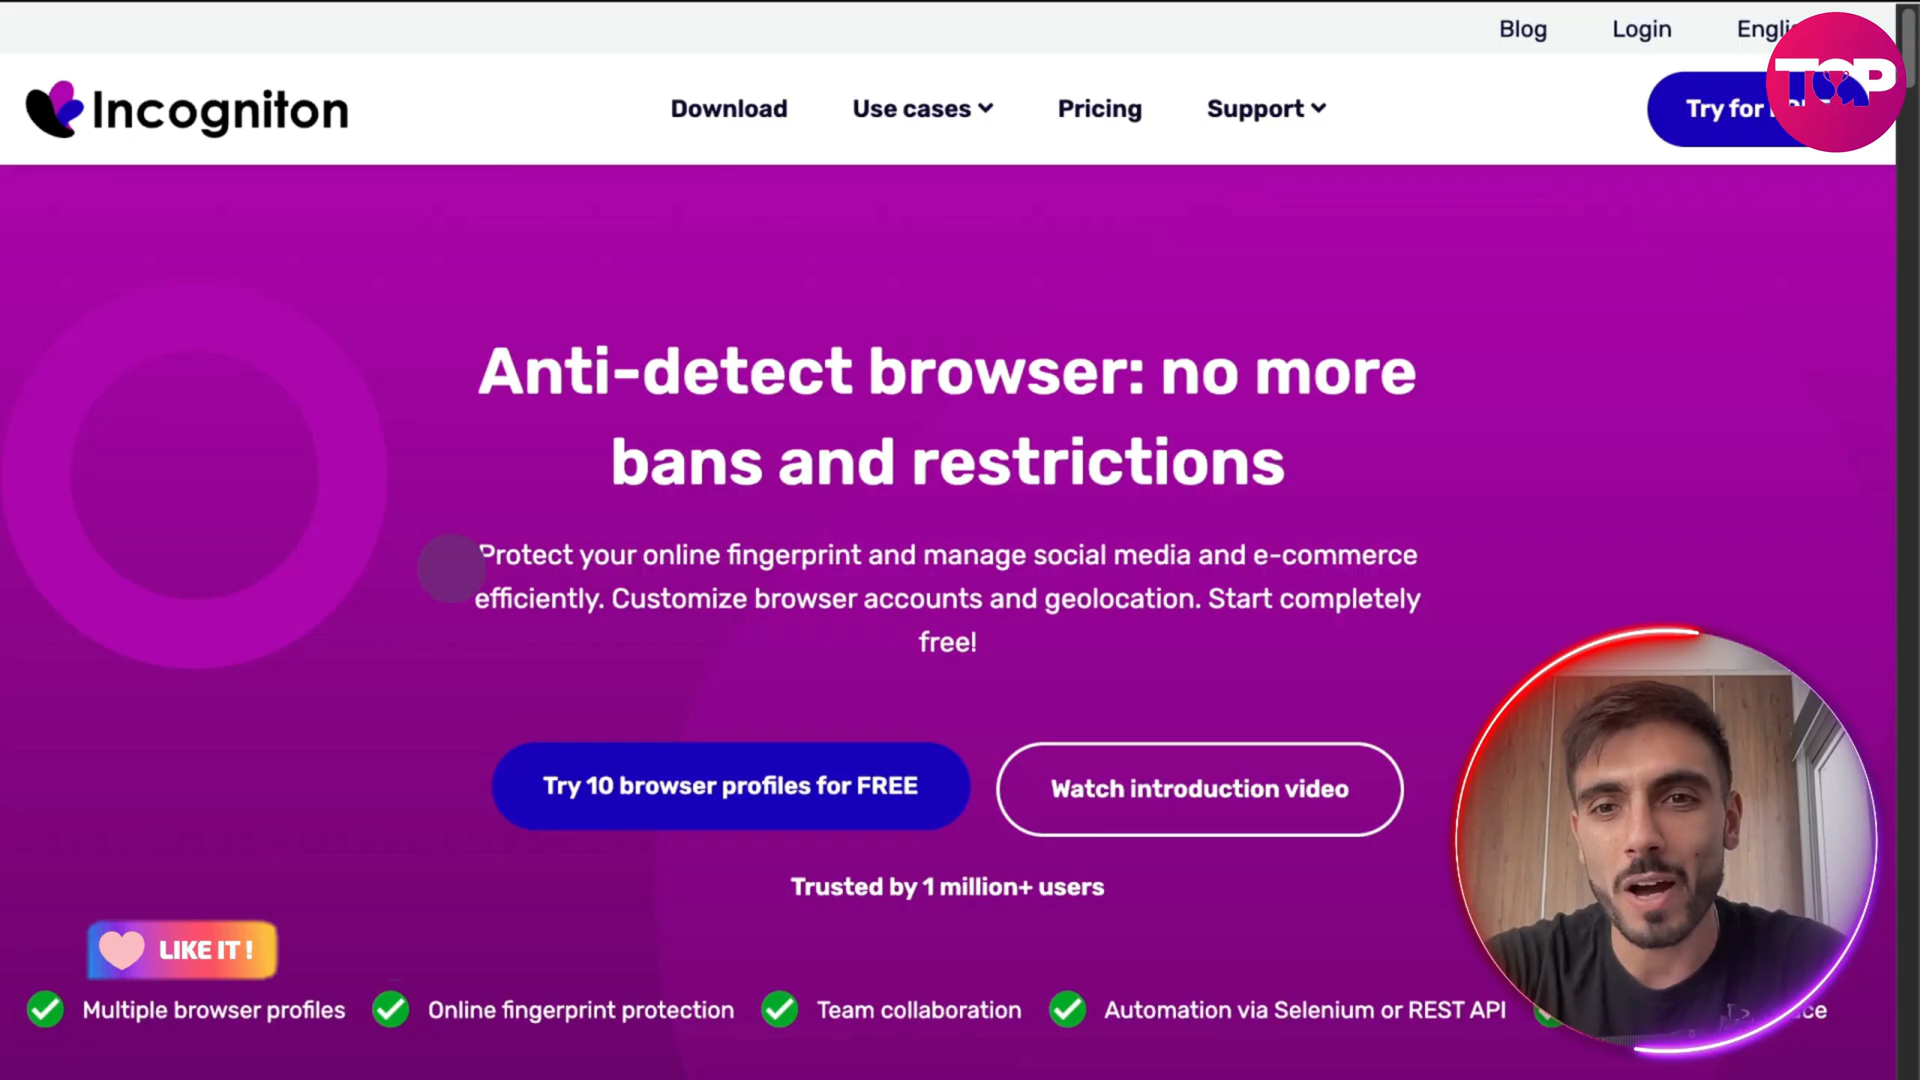 Blog Login
TOP
Incogniton
Download Use cases Pricing Support
Try for
Anti-detect browser: no more
bans and restrictions
Protect your online fingerprint and manage social media and e-commerce
efficiently. Customize browser accounts and geolocation. Start completely
free!
Try 10 browser profiles for FREE
Watch introduction video
Trusted by 1 million+ users
LIKE IT !
Multiple browser profiles
Online fingerprint protection
Team collaboration
Automation via Selenium or REST API